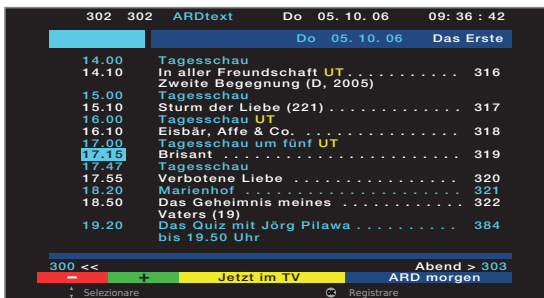 302 302 ARDtext Do 05. 10. 06 09: 36 : 42
Do 05. 10. 06 Das Erste
14.00 Tagesschau
14.10 In aller Freundschaft UT . . . . . . . . . . . 316
Zweite Begegnung (D, 2005)
15.00 Tagesschau
15.10 Sturm der Liebe (221) . . . . . . . . . . . . . 317
16.00 Tagesschau UT
16.10 Eisbär, Affe & Co. . . . . . . . . . . . . . . . . 318
17.00 Tagesschau um fünf UT
17.15 Brisant . . . . . . . . . . . . . . . . . . . . . . . 319
17.47 Tagesschau
17.55 Verbotene Liebe . . . . . . . . . . . . . . . . 320
18.20 Marienhof . . . . . . . . . . . . . . . . . . . . . 321
18.50 Das Geheimnis meines . . . . . . . . . . . . 322
Vaters (19)
19.20 Das Quiz mit Jörg Pilawa . . . . . . . . . . 384
bis 19.50 Uhr
300 << Abend > 303
– + Jetzt im TV ARD morgen
Selezionare OK Registrare